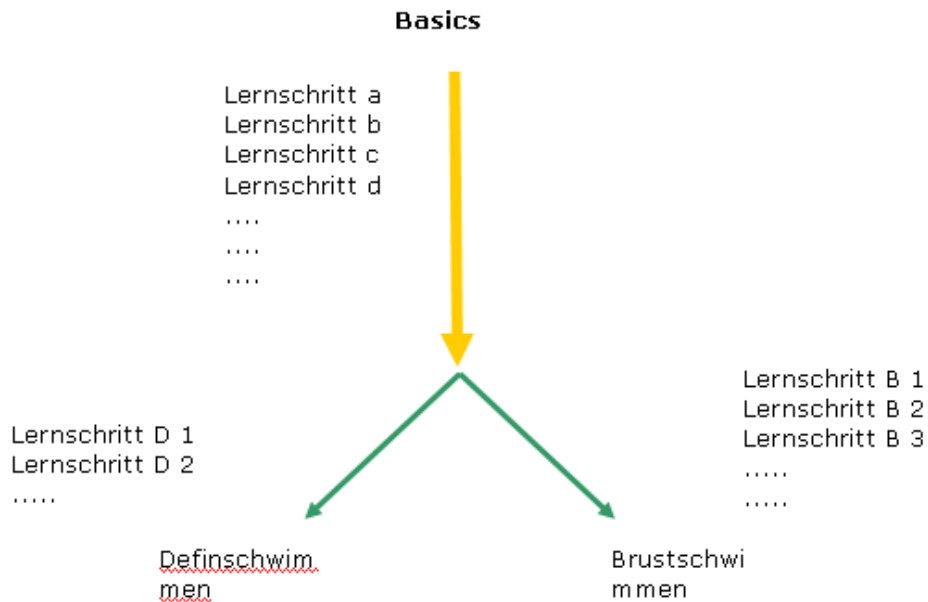 Basics
Lernschritt a
Lernschritt b
Lernschritt c
Lernschritt d
....
....
....
Lernschritt D 1
Lernschritt D 2
.....
Lernschritt B 1
Lernschritt B 2
Lernschritt B 3
.....
.....
Definschwim
men
Brustschwi
mmen